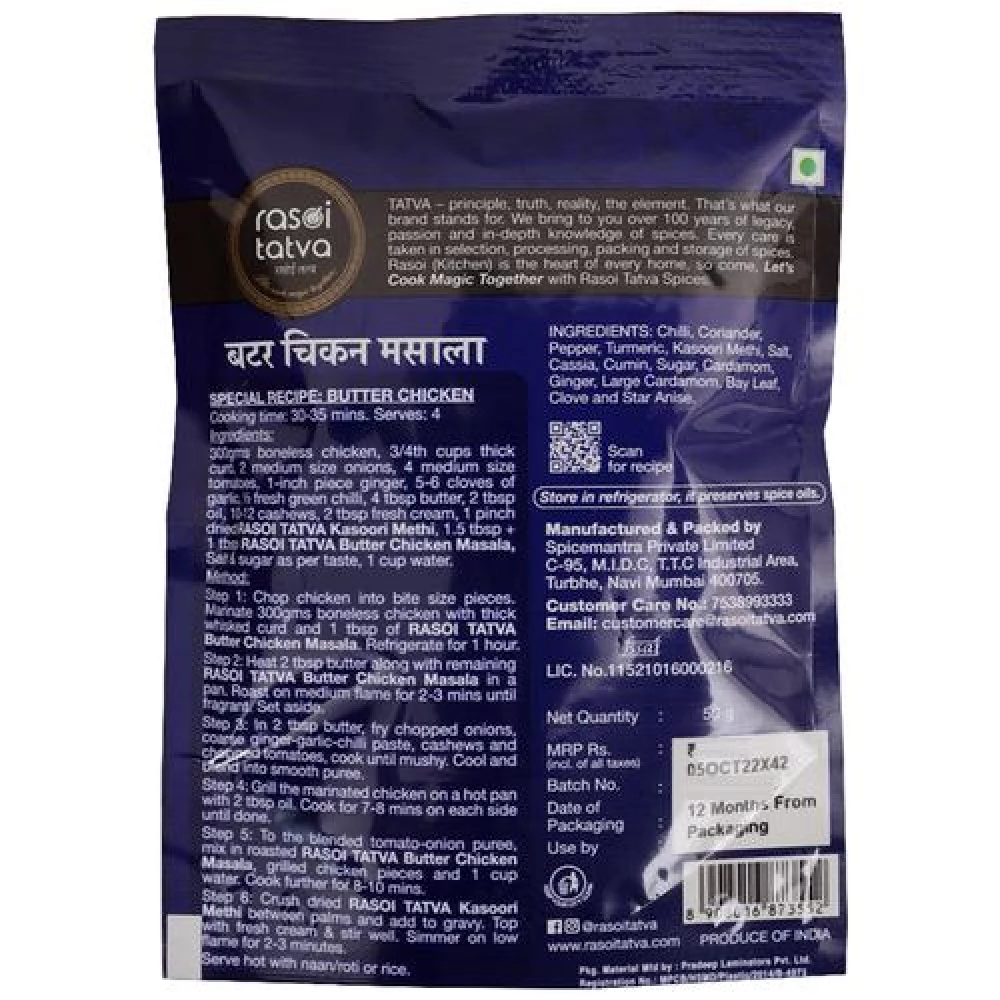 rasoi
tatva
रसोई तत्व
TATVA – principle, truth, reality, the element. That's what our
brand stands for. We bring to you over 100 years of legacy,
passion and in-depth knowledge of spices. Every care is
taken in selection, processing, packing and storage of spices.
Rasoi (Kitchen) is the heart of every home, so come, Let's
Cook Magic Together with Rasoi Tatva Spices.
बटर चिकन मसाला
SPECIAL RECIPE: BUTTER CHICKEN
Cooking time: 30-35 mins. Serves: 4
Ingredients:
300gms boneless chicken, 3/4th cups thick
curd, 2 medium size onions, 4 medium size
tomatoes, 1-inch piece ginger, 5-6 cloves of
garlic, fresh green chilli, 4 tbsp butter, 2 tbsp
oil, 10-12 cashews, 2 tbsp fresh cream, 1 pinch
dried RASOI TATVA Kasoori Methi, 1.5 tbsp +
1 tbs RASOI TATVA Butter Chicken Masala,
Salt & sugar as per taste, 1 cup water.
Method:
Step 1: Chop chicken into bite size pieces.
Marinate 300gms boneless chicken with thick
whisked curd and 1 tbsp of RASOI TATVA
Butter Chicken Masala. Refrigerate for 1 hour.
Step 2: Heat 2 tbsp butter along with remaining
RASOI TATVA Butter Chicken Masala in a
pan. Roast on medium flame for 2-3 mins until
fragrant. Set aside.
Step 3: In 2 tbsp butter, fry chopped onions,
coarse ginger-garlic-chilli paste, cashews and
chopped tomatoes, cook until mushy. Cool and
blend into smooth puree.
Step 4: Grill the marinated chicken on a hot pan
with 2 tbsp oil. Cook for 7-8 mins on each side
until done.
Step 5: To the blended tomato-onion puree,
mix in roasted RASOI TATVA Butter Chicken
Masala, grilled chicken pieces and 1 cup
water. Cook further for 8-10 mins.
Step 6: Crush dried RASOI TATVA Kasoori
Methi between palms and add to gravy. Top
with fresh cream & stir well. Simmer on low
flame for 2-3 minutes.
Serve hot with naan/roti or rice.
INGREDIENTS: Chilli, Coriander,
Pepper, Turmeric, Kasoori Methi, Salt,
Cassia, Cumin, Sugar, Cardamom,
Ginger, Large Cardamom, Bay Leaf,
Clove and Star Anise.
Scan
for recipe
Store in refrigerator, it preserves spice oils.
Manufactured & Packed by
Spicemantra Private Limited
C-95, M.I.D.C, T.T.C Industrial Area,
Turbhe, Navi Mumbai 400705.
Customer Care No.: 7538993333
Email: customercare@rasoitatva.com
fssai
LIC. No.11521016000216
Net Quantity : 50 g
MRP Rs. : ₹
(incl. of all taxes)
05OCT22X42
Batch No. :
Date of
Packaging :
12 Months From
Packaging
Use by
@rasoitatva
www.rasoitatva.com
PRODUCE OF INDIA
Pkg. Material Mfd by : Pradeep Laminators Pvt. Ltd.